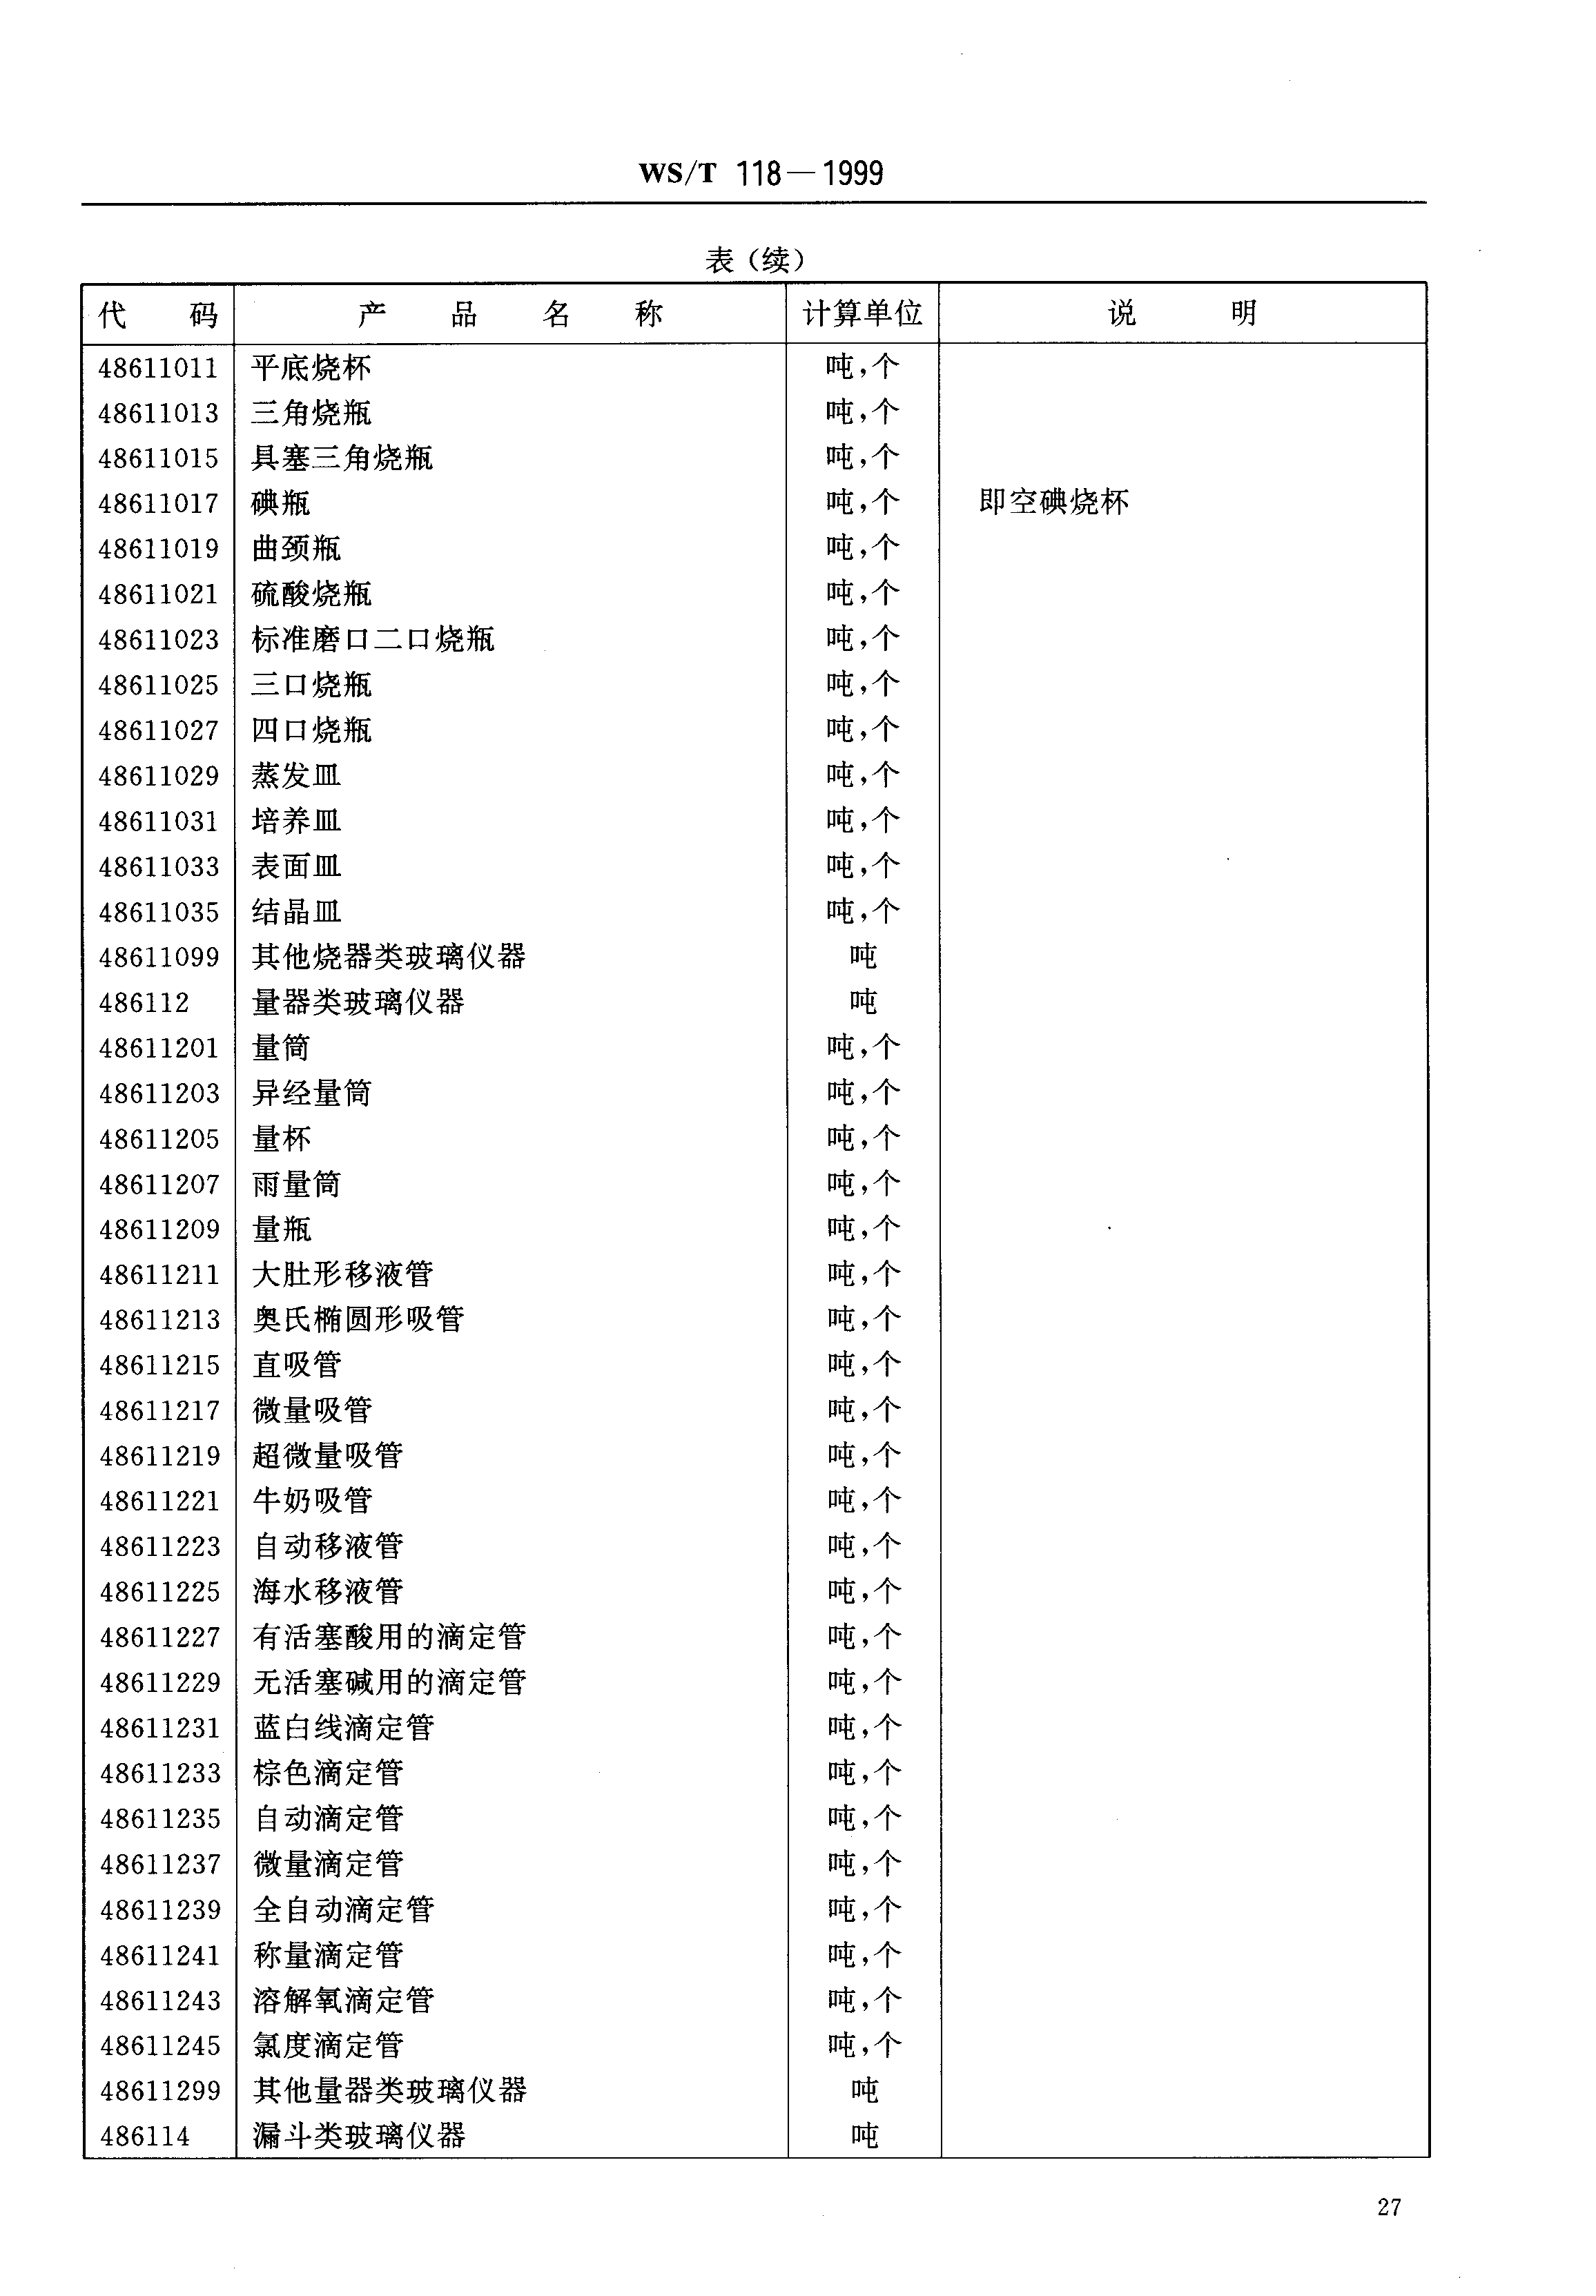 WS/T 118—1999
表（续）
代 码 产 品 名 称 计算单位 说 明
48611011 平底烧杯 吨,个
48611013 三角烧瓶 吨,个
48611015 具塞三角烧瓶 吨,个
48611017 碘瓶 吨,个 即空碘烧杯
48611019 曲颈瓶 吨,个
48611021 硫酸烧瓶 吨,个
48611023 标准磨口二口烧瓶 吨,个
48611025 三口烧瓶 吨,个
48611027 四口烧瓶 吨,个
48611029 蒸发皿 吨,个
48611031 培养皿 吨,个
48611033 表面皿 吨,个
48611035 结晶皿 吨,个
48611099 其他烧器类玻璃仪器 吨
486112 量器类玻璃仪器 吨
48611201 量筒 吨,个
48611203 异经量筒 吨,个
48611205 量杯 吨,个
48611207 雨量筒 吨,个
48611209 量瓶 吨,个
48611211 大肚形移液管 吨,个
48611213 奥氏椭圆形吸管 吨,个
48611215 直吸管 吨,个
48611217 微量吸管 吨,个
48611219 超微量吸管 吨,个
48611221 牛奶吸管 吨,个
48611223 自动移液管 吨,个
48611225 海水移液管 吨,个
48611227 有活塞酸用的滴定管 吨,个
48611229 无活塞碱用的滴定管 吨,个
48611231 蓝白线滴定管 吨,个
48611233 棕色滴定管 吨,个
48611235 自动滴定管 吨,个
48611237 微量滴定管 吨,个
48611239 全自动滴定管 吨,个
48611241 称量滴定管 吨,个
48611243 溶解氧滴定管 吨,个
48611245 氯度滴定管 吨,个
48611299 其他量器类玻璃仪器 吨
486114 漏斗类玻璃仪器 吨
27